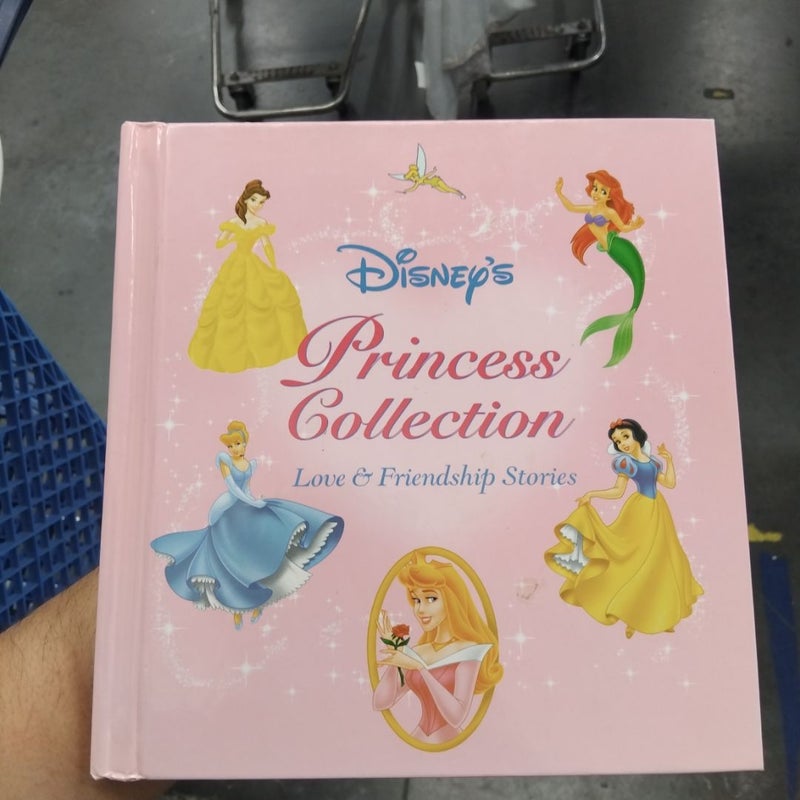 Disney's
Princess
Collection
Love & Friendship Stories